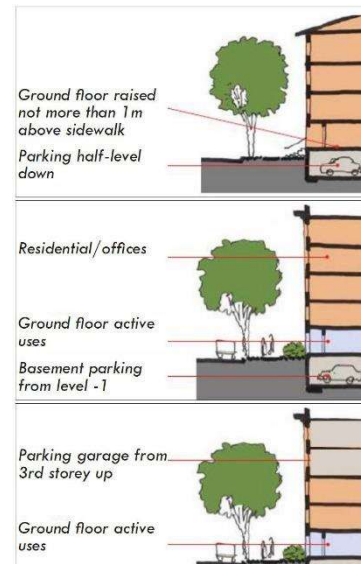 Ground floor raised
not more than 1m
above sidewalk
Parking half-level
down
Residential/offices
Ground floor active
uses
Basement parking
from level -1
Parking garage from
3rd storey up
Ground floor active
uses